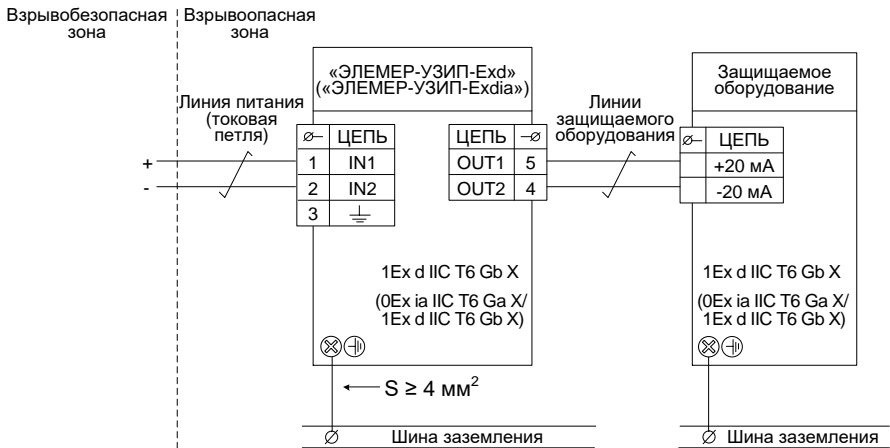 Взрывобезопасная
зона
Взрывоопасная
зона
«ЭЛЕМЕР-УЗИП-Exd»
(«ЭЛЕМЕР-УЗИП-Exdia»)
Защищаемое
оборудование
Линия питания
(токовая
петля)
Линии
защищаемого
оборудования
ЦЕПЬ
1 IN1
2 IN2
3
ЦЕПЬ
OUT1 5
OUT2 4
ЦЕПЬ
+20 мА
-20 мА
+
-
1Ex d IIC T6 Gb X
(0Ex ia IIC T6 Ga X/
1Ex d IIC T6 Gb X)
1Ex d IIC T6 Gb X
(0Ex ia IIC T6 Ga X/
1Ex d IIC T6 Gb X)
S ≥ 4 мм²
Шина заземления
Шина заземления